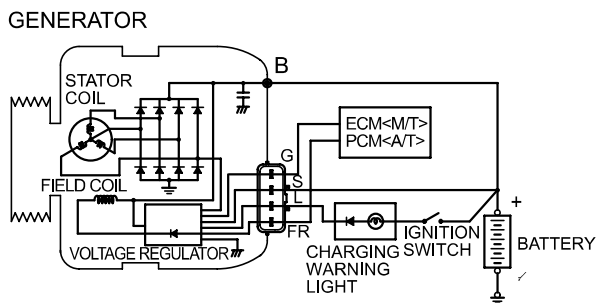 GENERATOR
B
STATOR
COIL
ECM<M/T>
PCM<A/T>
G
S
L
FR
FIELD COIL
VOLTAGE REGULATOR
CHARGING
WARNING
LIGHT
IGNITION
SWITCH
+
BATTERY